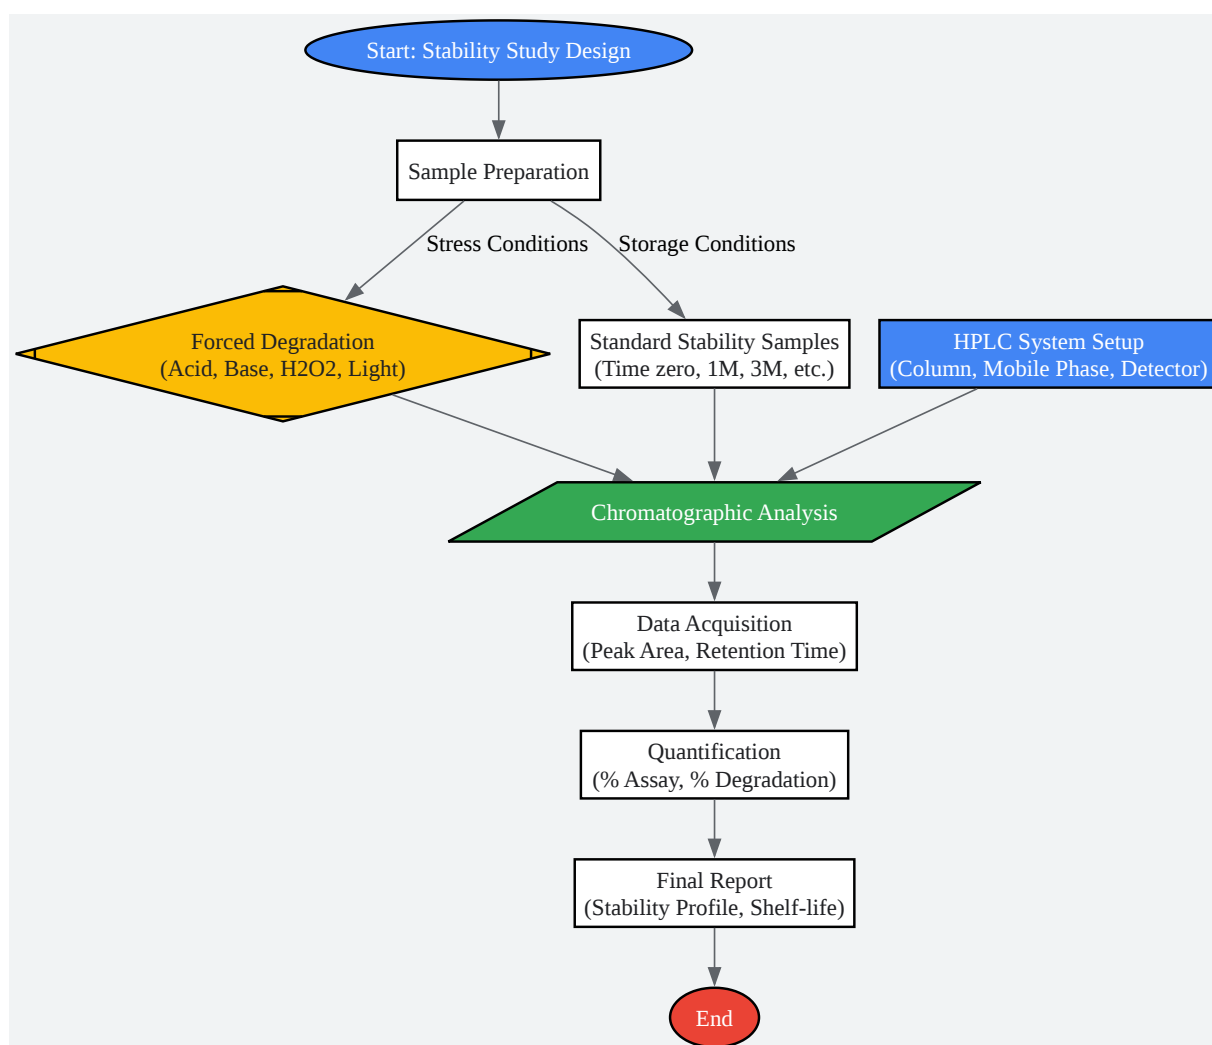 Start: Stability Study Design
Sample Preparation
Stress Conditions
Storage Conditions
Forced Degradation
(Acid, Base, H2O2, Light)
Standard Stability Samples
(Time zero, 1M, 3M, etc.)
HPLC System Setup
(Column, Mobile Phase, Detector)
Chromatographic Analysis
Data Acquisition
(Peak Area, Retention Time)
Quantification
(% Assay, % Degradation)
Final Report
(Stability Profile, Shelf-life)
End